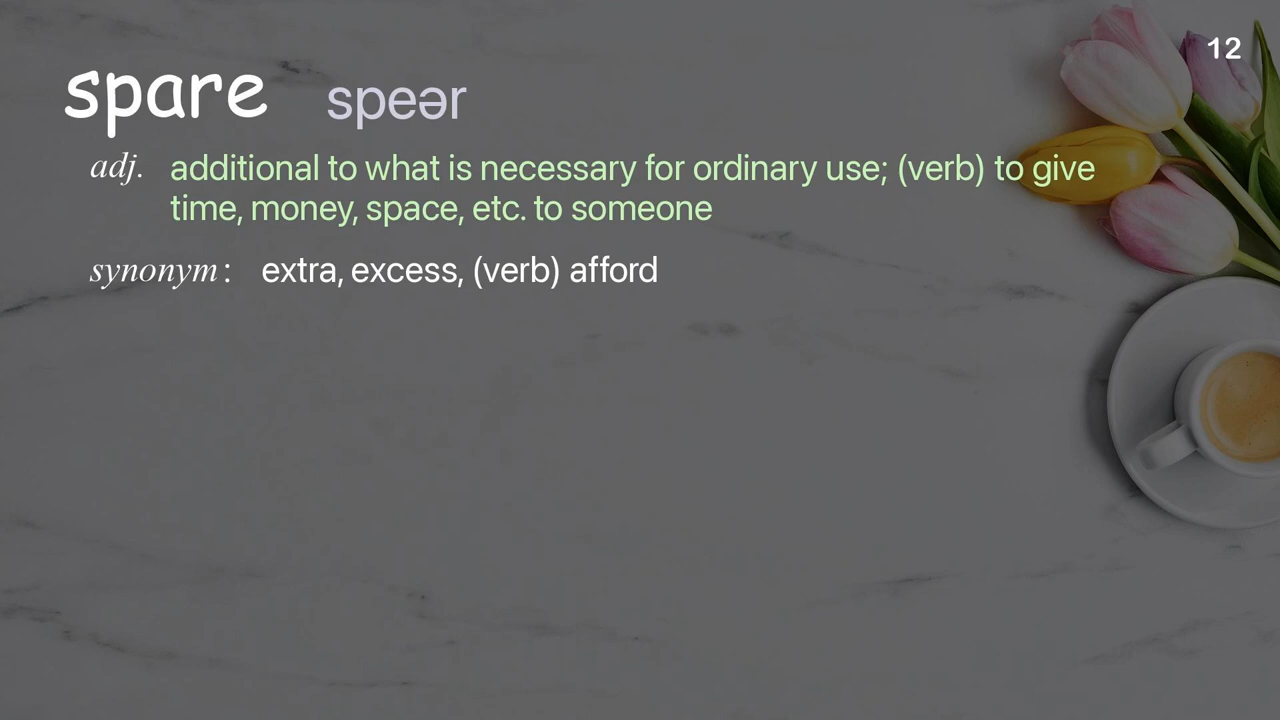 12
spare speər
adj. additional to what is necessary for ordinary use; (verb) to give
time, money, space, etc. to someone
synonym: extra, excess, (verb) afford